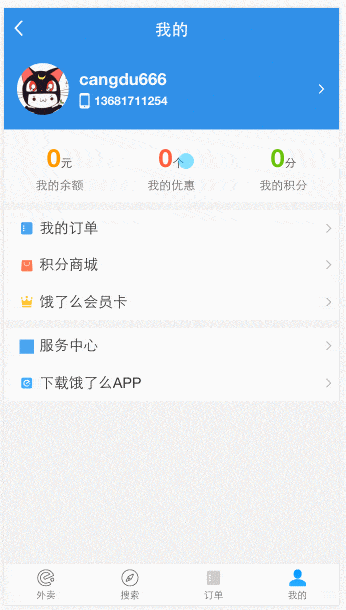 我的
cangdu666
13681711254
0元 0个 0分
我的余额 我的优惠 我的积分
我的订单
积分商城
饿了么会员卡
服务中心
下载饿了么APP
外卖 搜索 订单 我的